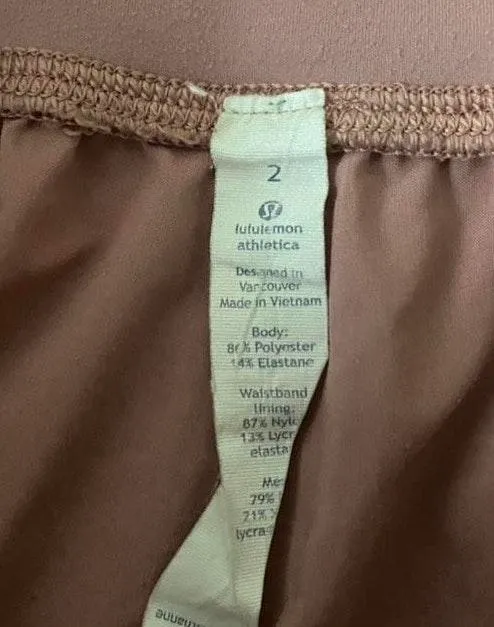 2
lululemon
athletica
Designed in
Vancouver
Made in Vietnam
Body:
86% Polyester
14% Elastane
Waistband
lining:
87% Nylo
13% Lycr
elasta
Me
79%
21%
lycra